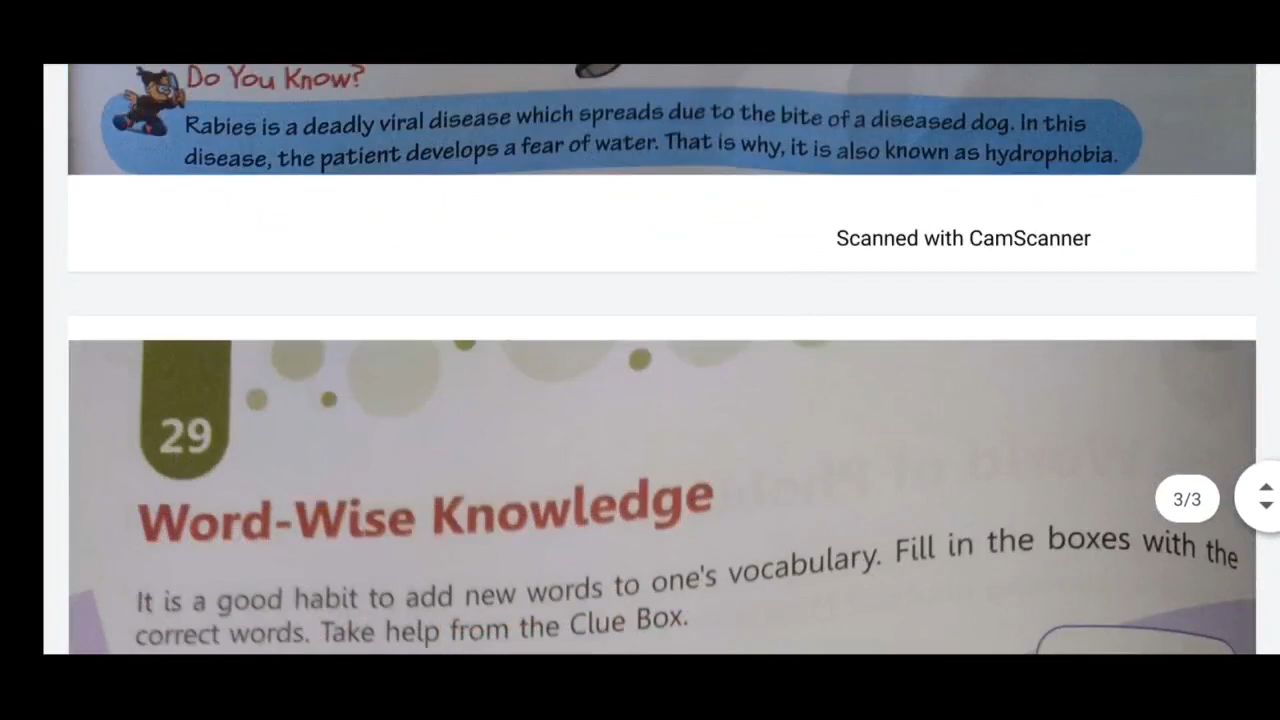 Do You Know?
Rabies is a deadly viral disease which spreads due to the bite of a diseased dog. In this
disease, the patient develops a fear of water. That is why, it is also known as hydrophobia.
Scanned with CamScanner
29
3/3
Word-Wise Knowledge
It is a good habit to add new words to one's vocabulary. Fill in the boxes with the
correct words. Take help from the Clue Box.